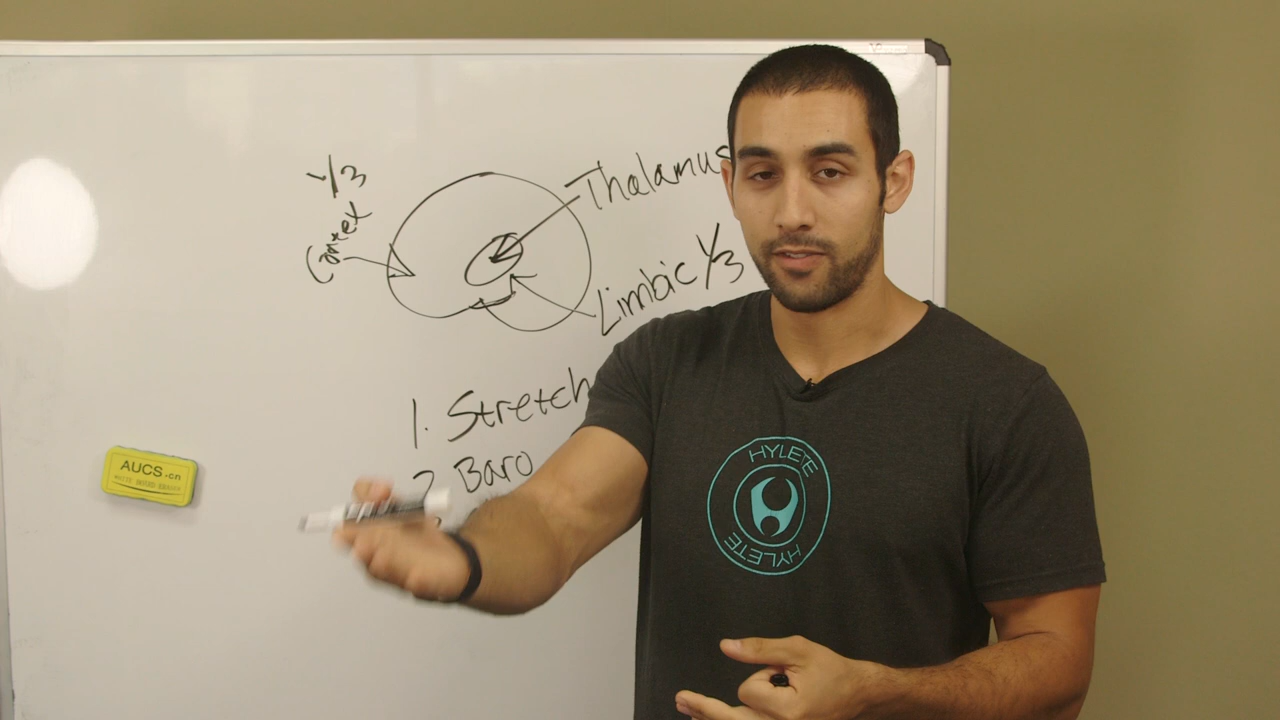 1/3
Cortex
Thalamus
Limbic 1/3
1. Stretch
2 Baro
AUCS.cn
HYLETE
HYLETE